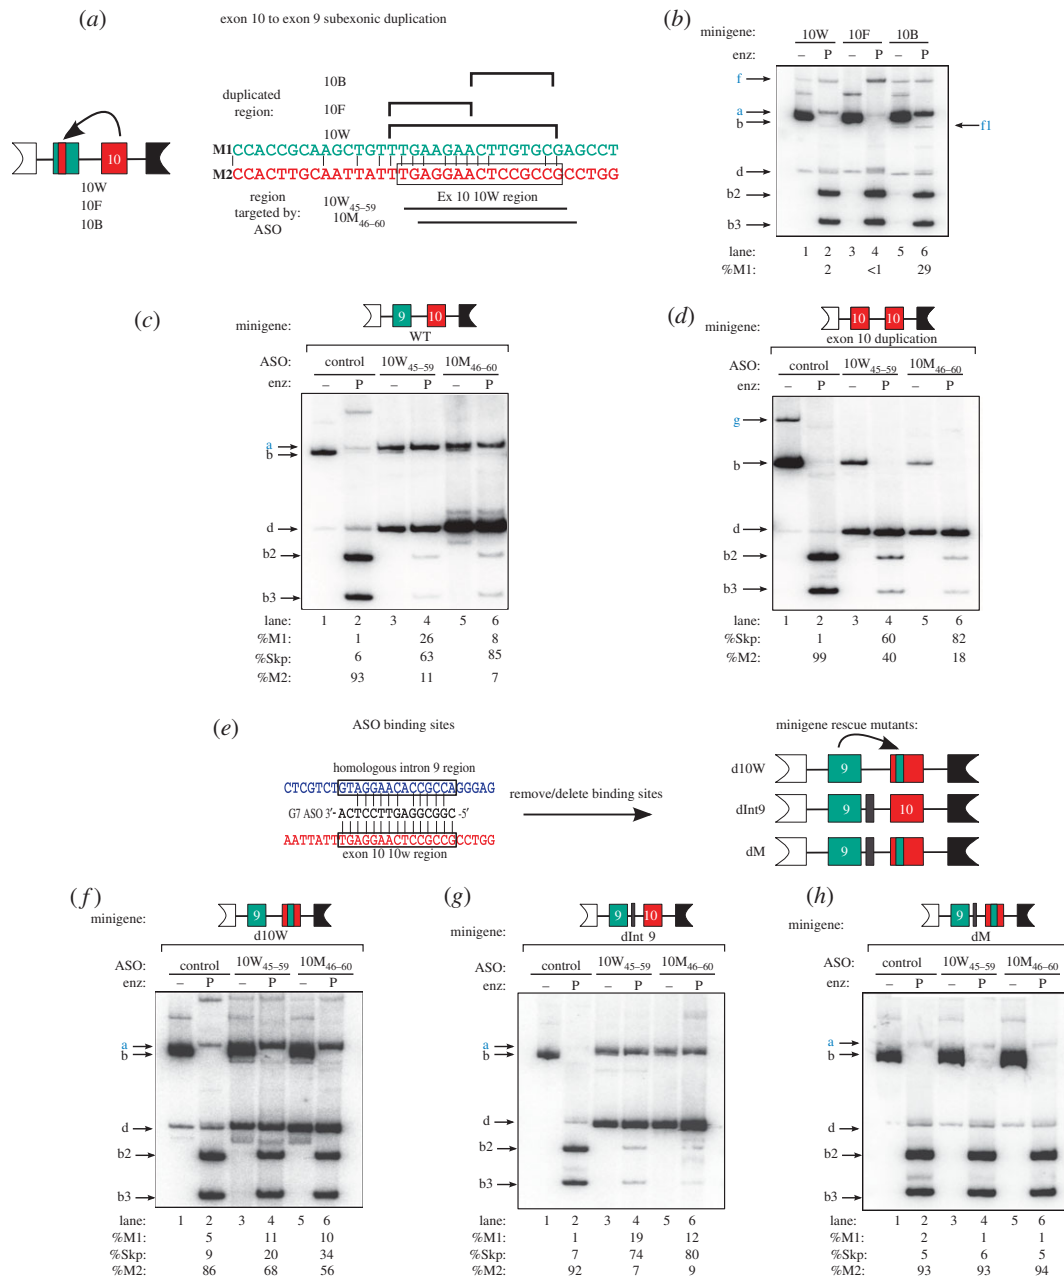 (a) exon 10 to exon 9 subexonic duplication
10
10W
10F
10B
duplicated region:
10B
10F
10W
M1 CCACCGCAAGCTGTTTGAAGAACTTGTGCGAGCCT
M2 CCACTTGCAATTATTTGAGGAACTCCGCCGCCTGG
region targeted by: ASO
10W45–59
10M46–60
Ex 10 10W region
(b)
minigene: 10W 10F 10B
enz: – P – P – P
f
a
b
f1
d
b2
b3
lane: 1 2 3 4 5 6
%M1: 2 <1 29
(c)
minigene: 9 10
WT
ASO: control 10W45–59 10M46–60
enz: – P – P – P
a
b
d
b2
b3
lane: 1 2 3 4 5 6
%M1: 1 26 8
%Skp: 6 63 85
%M2: 93 11 7
(d)
minigene: 10 10
exon 10 duplication
ASO: control 10W45–59 10M46–60
enz: – P – P – P
g
b
d
b2
b3
lane: 1 2 3 4 5 6
%Skp: 1 60 82
%M2: 99 40 18
(e) ASO binding sites
homologous intron 9 region
CTCGTCTGTAGGAACACCGCCAGGGAG
G7 ASO 3'- ACTCCTTGAGGCGGC -5'
AATTATTTGAGGAACTCCGCCGCCTGG
exon 10 10w region
remove/delete binding sites
minigene rescue mutants:
d10W 9
dInt9 9 10
dM 9
(f)
minigene: 9
d10W
ASO: control 10W45–59 10M46–60
enz: – P – P – P
a
b
d
b2
b3
lane: 1 2 3 4 5 6
%M1: 5 11 10
%Skp: 9 20 34
%M2: 86 68 56
(g)
minigene: 9 10
dInt 9
ASO: control 10W45–59 10M46–60
enz: – P – P – P
a
b
d
b2
b3
lane: 1 2 3 4 5 6
%M1: 1 19 12
%Skp: 7 74 80
%M2: 92 7 9
(h)
minigene: 9
dM
ASO: control 10W45–59 10M46–60
enz: – P – P – P
a
b
d
b2
b3
lane: 1 2 3 4 5 6
%M1: 2 1 1
%Skp: 5 6 5
%M2: 93 93 94